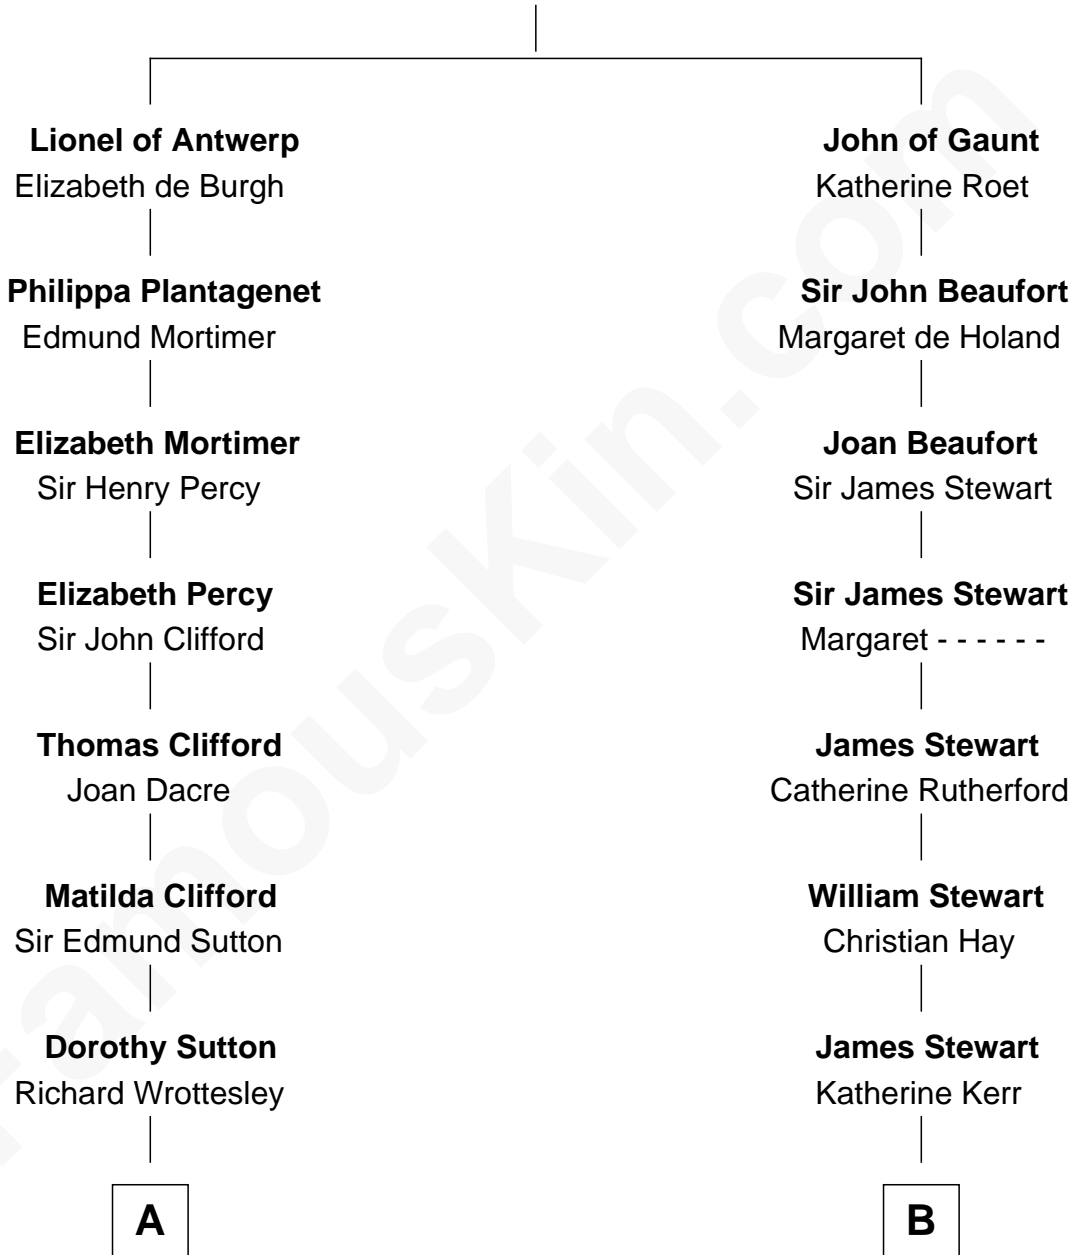 Lionel of Antwerp
Elizabeth de Burgh
Philippa Plantagenet
Edmund Mortimer
Elizabeth Mortimer
Sir Henry Percy
Elizabeth Percy
Sir John Clifford
Thomas Clifford
Joan Dacre
Matilda Clifford
Sir Edmund Sutton
Dorothy Sutton
Richard Wrottesley
A
John of Gaunt
Katherine Roet
Sir John Beaufort
Margaret de Holand
Joan Beaufort
Sir James Stewart
Sir James Stewart
Margaret - - - - - -
James Stewart
Catherine Rutherford
William Stewart
Christian Hay
James Stewart
Katherine Kerr
B
FamousKin.com